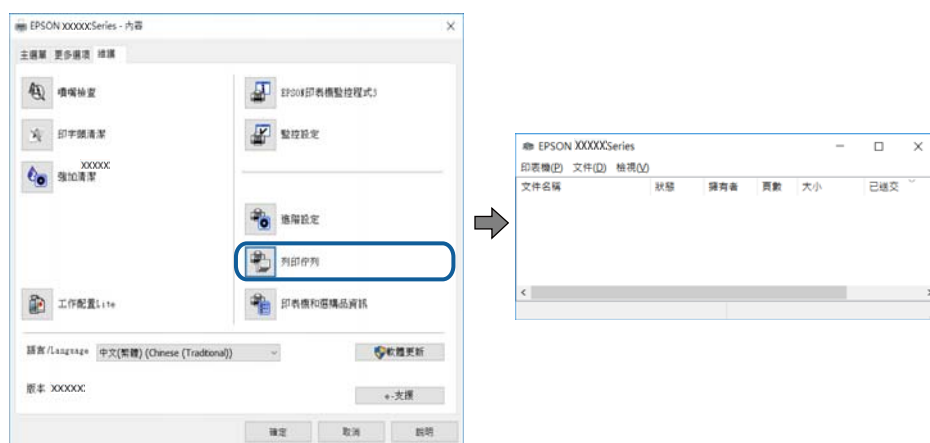 EPSON XXXXX Series - 內容
主選單 更多選項 維護
噴嘴檢查
印字頭清潔
XXXXX
強加清潔
工作配置Lite
EPSON印表機監控程式3
監控設定
進階設定
列印佇列
印表機和選購品資訊
語言/Language 中文(繁體) (Chinese (Traditional))
軟體更新
版本 XXXXX
e-支援
確定 取消 說明
EPSON XXXXX Series
印表機(P) 文件(D) 檢視(V)
文件名稱 狀態 擁有者 頁數 大小 已遞交